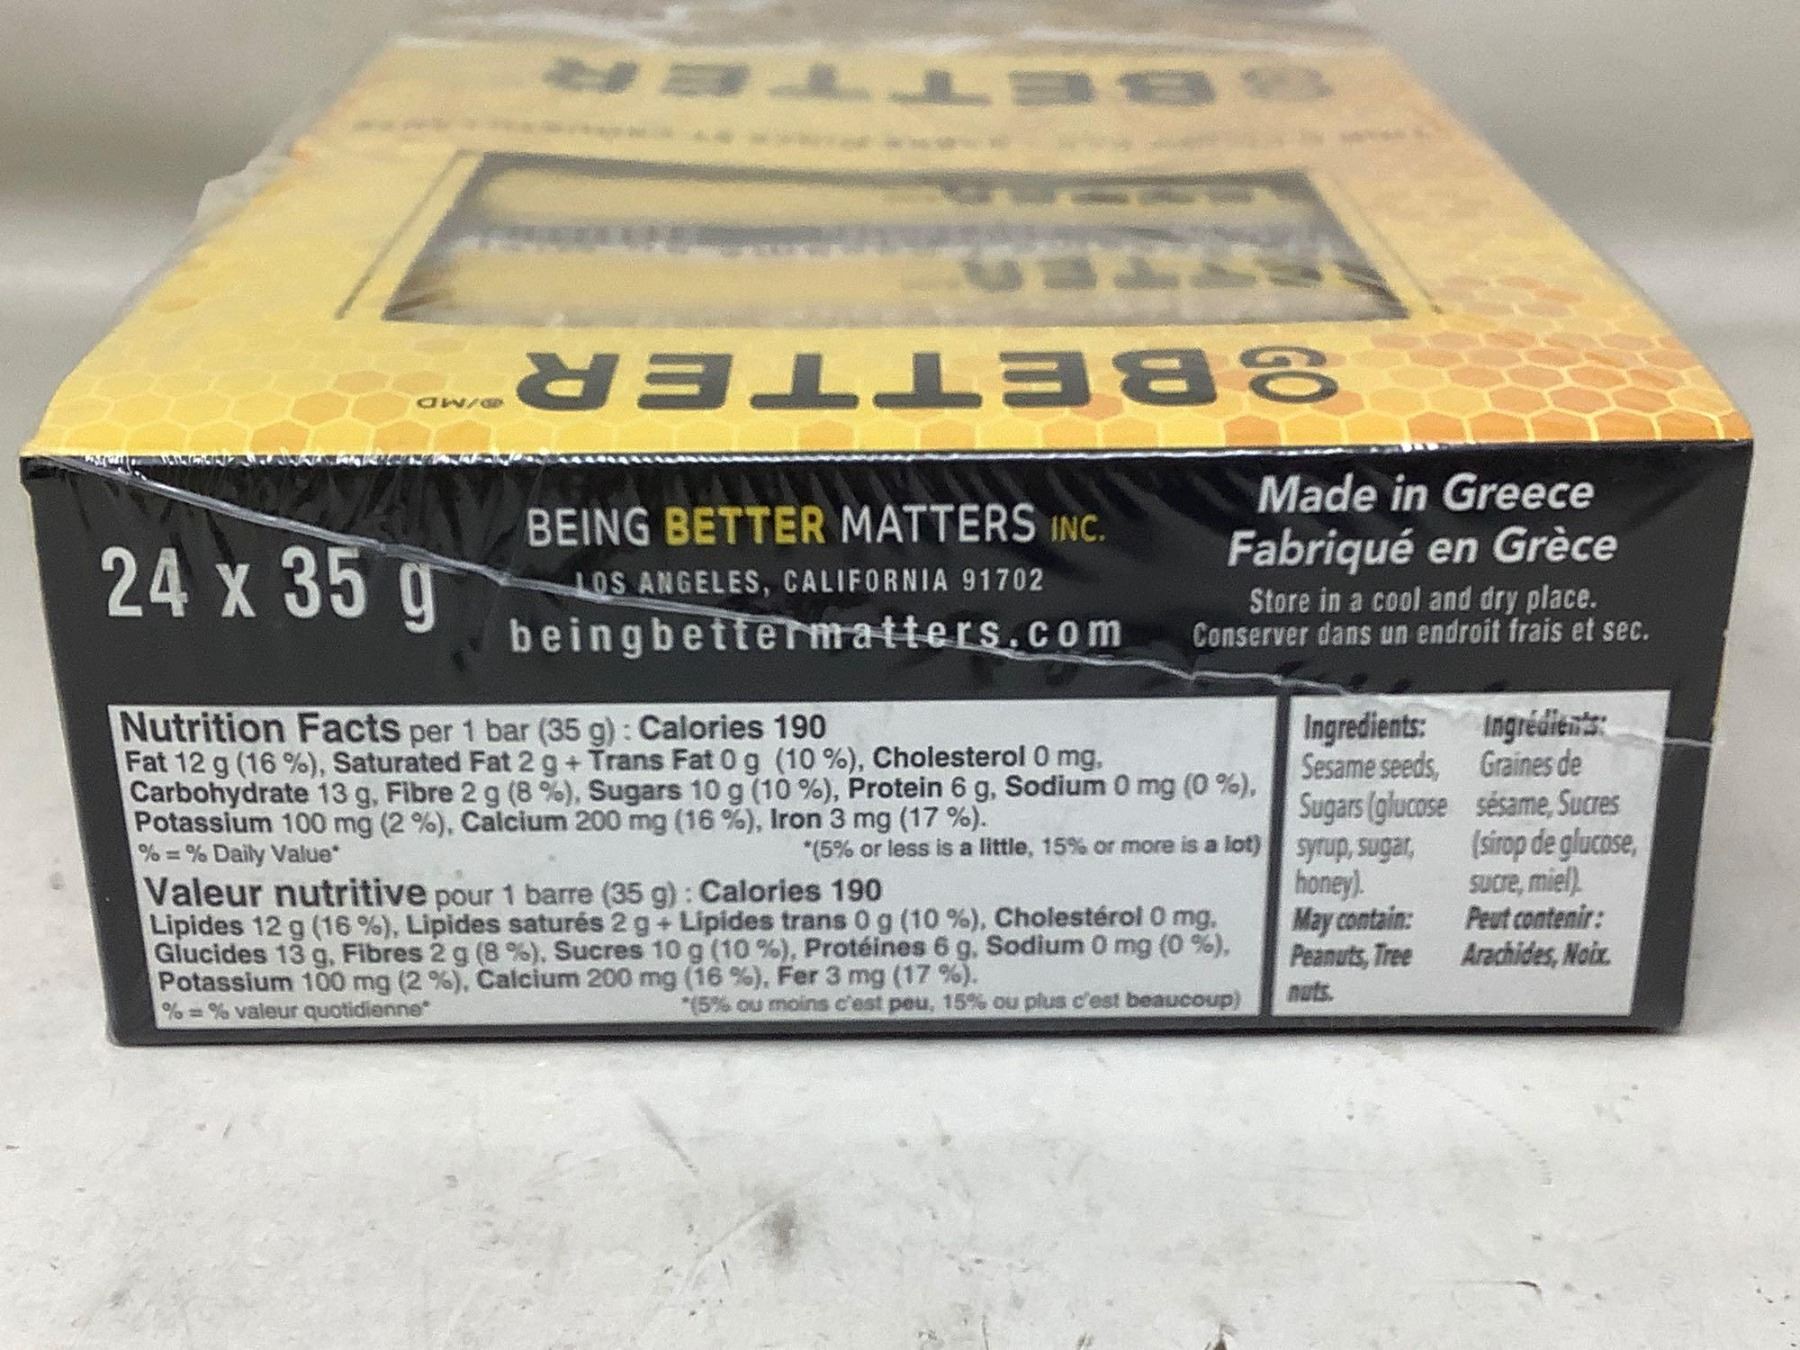 GO
BETTER
®/MD
24 x 35 g
BEING BETTER MATTERS INC.
LOS ANGELES, CALIFORNIA 91702
beingbettermatters.com
Made in Greece
Fabriqué en Grèce
Store in a cool and dry place.
Conserver dans un endroit frais et sec.
Nutrition Facts per 1 bar (35 g) : Calories 190
Fat 12 g (16 %), Saturated Fat 2 g + Trans Fat 0 g (10 %), Cholesterol 0 mg,
Carbohydrate 13 g, Fibre 2 g (8 %), Sugars 10 g (10 %), Protein 6 g, Sodium 0 mg (0 %),
Potassium 100 mg (2 %), Calcium 200 mg (16 %), Iron 3 mg (17 %).
% = % Daily Value* *(5% or less is a little, 15% or more is a lot)
Valeur nutritive pour 1 barre (35 g) : Calories 190
Lipides 12 g (16 %), Lipides saturés 2 g + Lipides trans 0 g (10 %), Cholestérol 0 mg,
Glucides 13 g, Fibres 2 g (8 %), Sucres 10 g (10 %), Protéines 6 g, Sodium 0 mg (0 %),
Potassium 100 mg (2 %), Calcium 200 mg (16 %), Fer 3 mg (17 %).
% = % valeur quotidienne* *(5% ou moins c'est peu, 15% ou plus c'est beaucoup)
Ingredients:
Sesame seeds,
Sugars (glucose
syrup, sugar,
honey).
May contain:
Peanuts, Tree
nuts.
Ingrédients:
Graines de
sésame, Sucres
(sirop de glucose,
sucre, miel).
Peut contenir :
Arachides, Noix.
BETTER